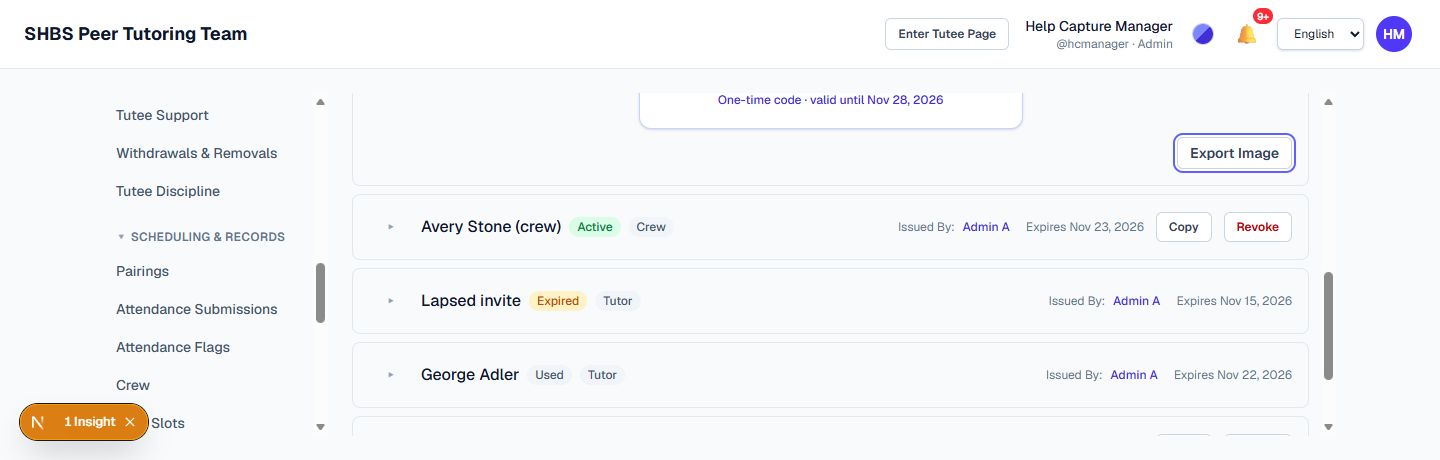 SHBS Peer Tutoring Team
Enter Tutee Page
Help Capture Manager
@hcmanager · Admin
9+
English
HM
Tutee Support
Withdrawals & Removals
Tutee Discipline
SCHEDULING & RECORDS
Pairings
Attendance Submissions
Attendance Flags
Crew
Slots
N 1 Insight
One-time code · valid until Nov 28, 2026
Export Image
Avery Stone (crew) Active Crew Issued By: Admin A Expires Nov 23, 2026 Copy Revoke
Lapsed invite Expired Tutor Issued By: Admin A Expires Nov 15, 2026
George Adler Used Tutor Issued By: Admin A Expires Nov 22, 2026